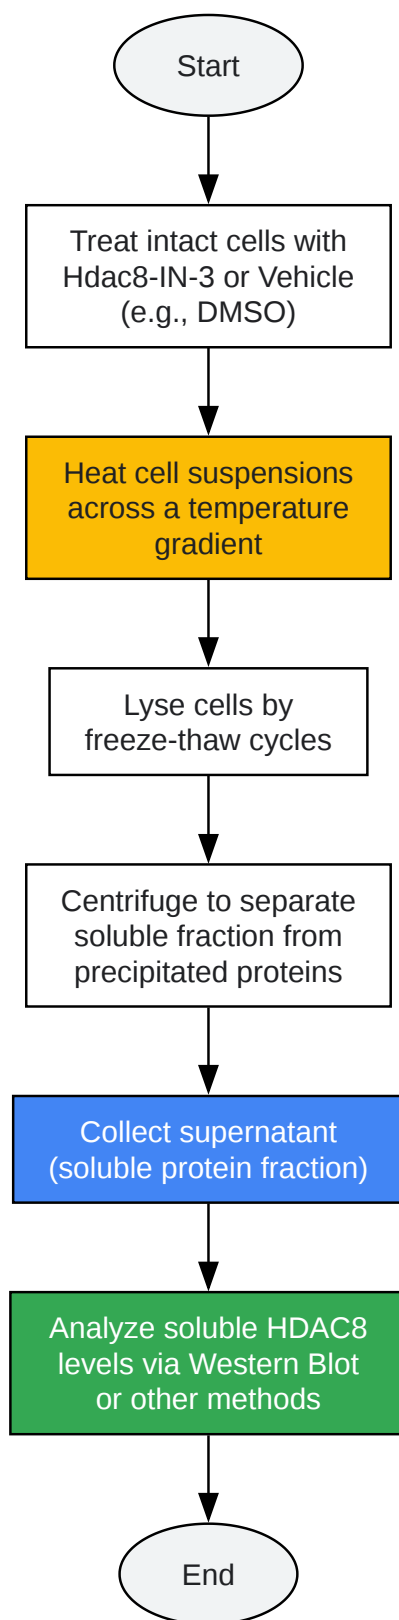 Start
Treat intact cells with
Hdac8-IN-3 or Vehicle
(e.g., DMSO)
Heat cell suspensions
across a temperature
gradient
Lyse cells by
freeze-thaw cycles
Centrifuge to separate
soluble fraction from
precipitated proteins
Collect supernatant
(soluble protein fraction)
Analyze soluble HDAC8
levels via Western Blot
or other methods
End